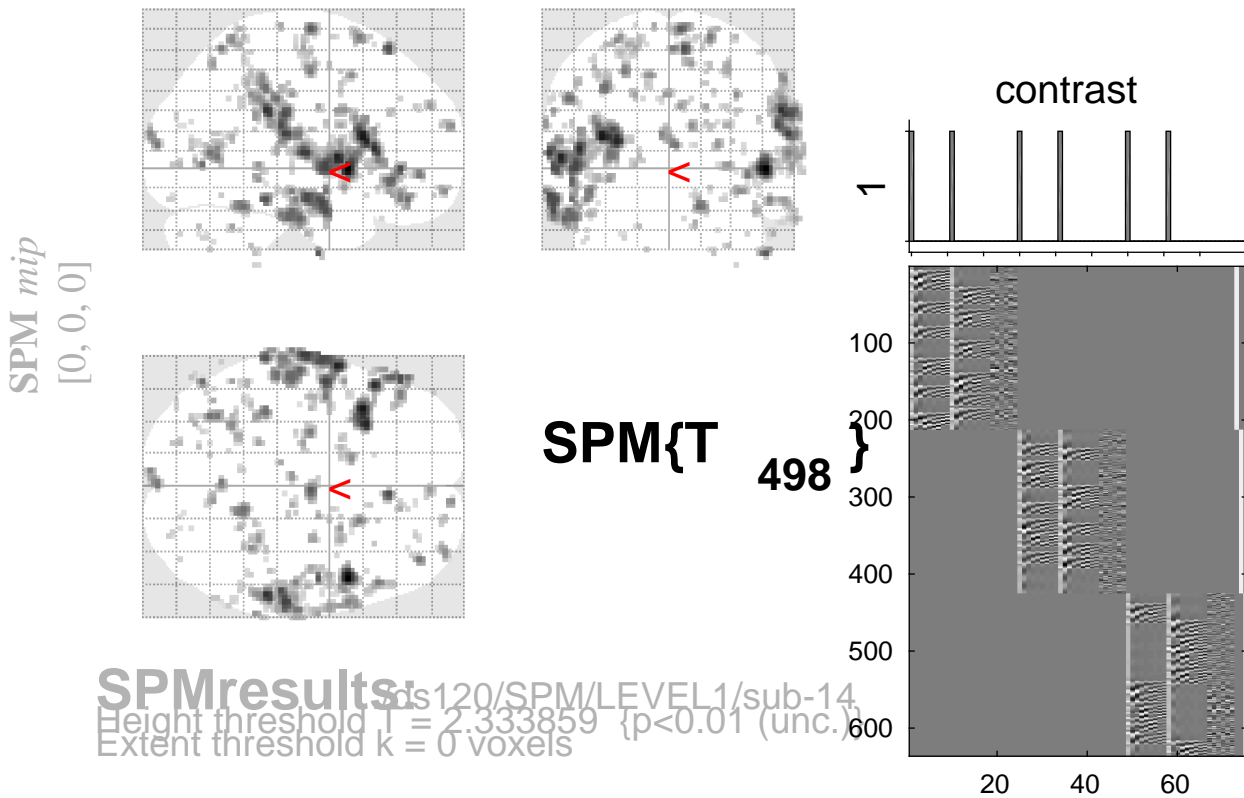 SPM mip
[0, 0, 0]
<
<
<
contrast
1
SPM{T 498 }
SPMresults: /ds120/SPM/LEVEL1/sub-14
Height threshold T = 2.333859 {p<0.01 (unc.)}
Extent threshold k = 0 voxels
100
200
300
400
500
600
20 40 60